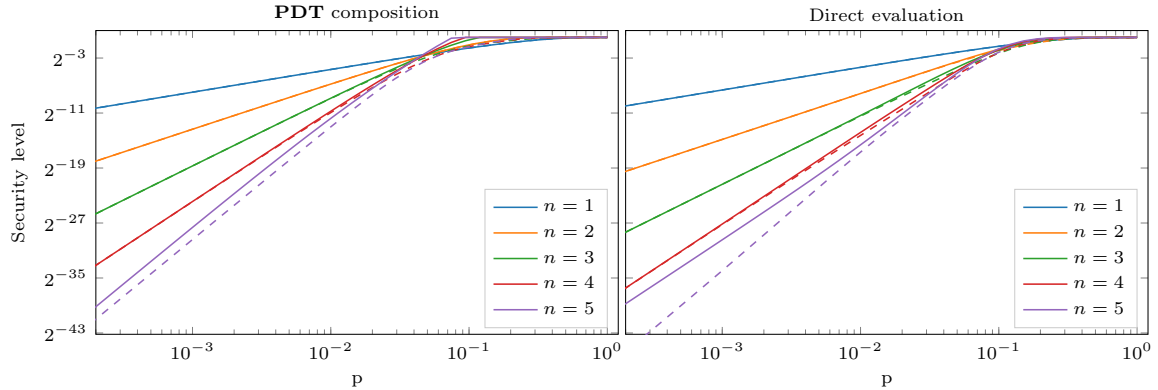 PDT composition
Direct evaluation
Security level
2^−3
2^−11
2^−19
2^−27
2^−35
2^−43
n = 1
n = 2
n = 3
n = 4
n = 5
n = 1
n = 2
n = 3
n = 4
n = 5
10^−3
10^−2
10^−1
10^0
10^−3
10^−2
10^−1
10^0
p
p